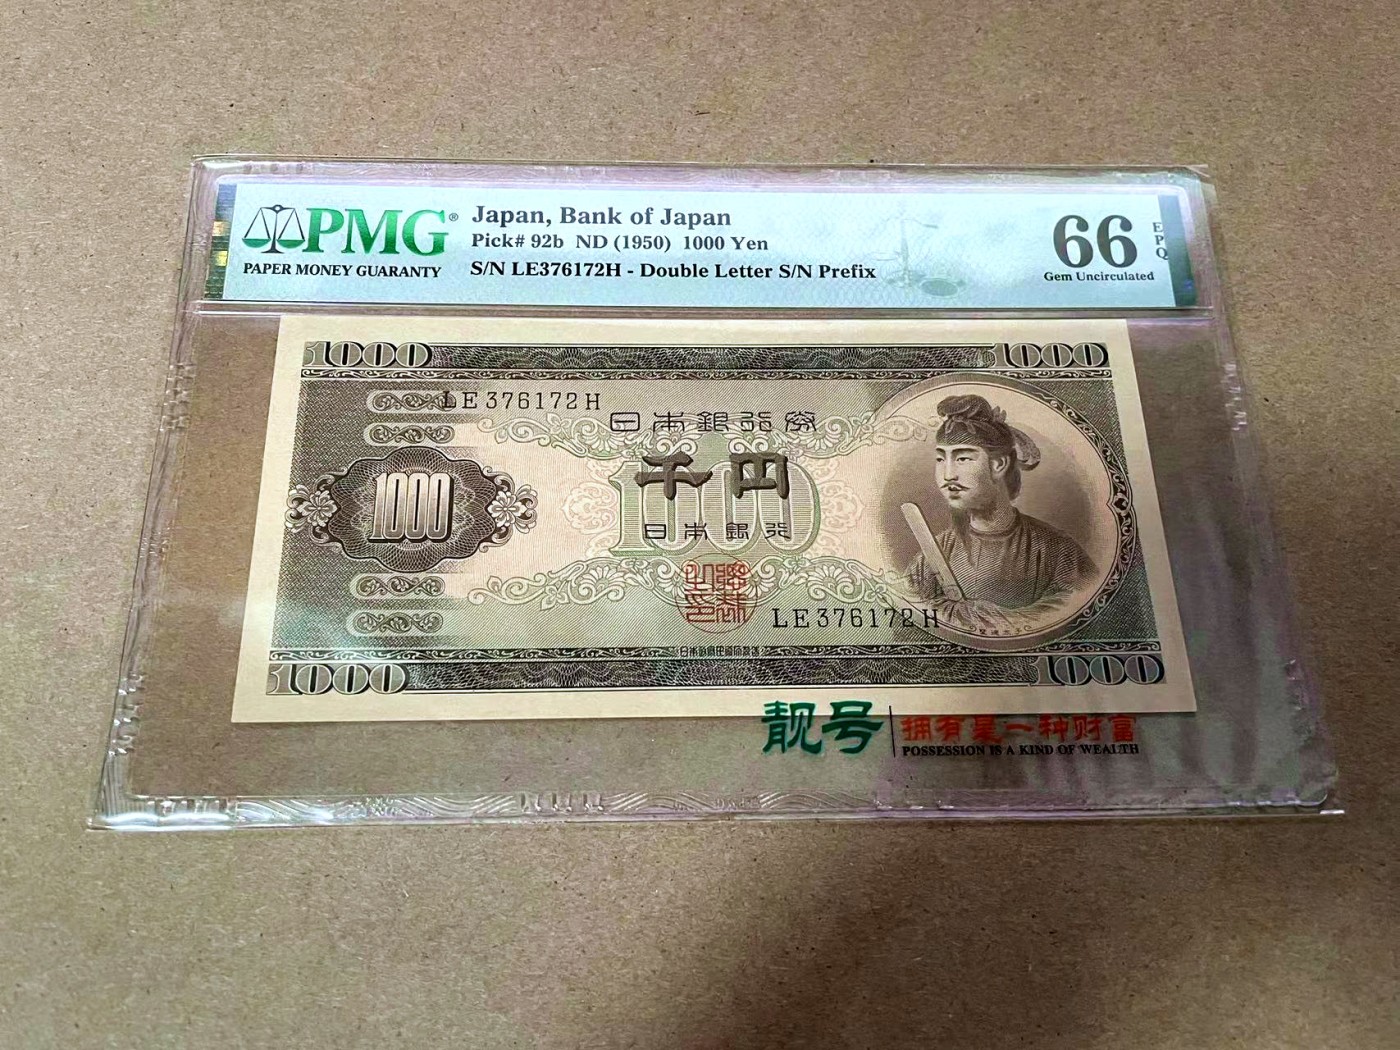 PMG®
PAPER MONEY GUARANTY
Japan, Bank of Japan
Pick# 92b ND (1950) 1000 Yen
S/N LE376172H - Double Letter S/N Prefix
66
EPQ
Gem Uncirculated
1000
1000
LE376172H
日本銀行券
千円
1000
1000
日本銀行
LE376172H
1000
1000
靓号
拥有是一种财富
POSSESSION IS A KIND OF WEALTH